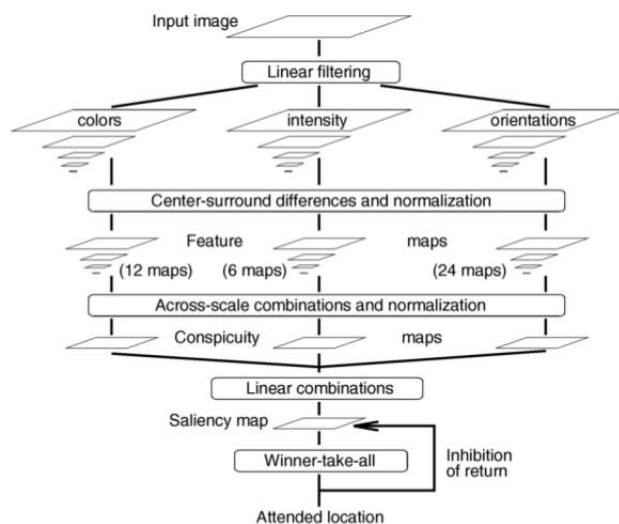 Input image
Linear filtering
colors
intensity
orientations
Center-surround differences and normalization
Feature maps
(12 maps)
(6 maps)
(24 maps)
Across-scale combinations and normalization
Conspicuity maps
Linear combinations
Saliency map
Winner-take-all
Inhibition
of return
Attended location